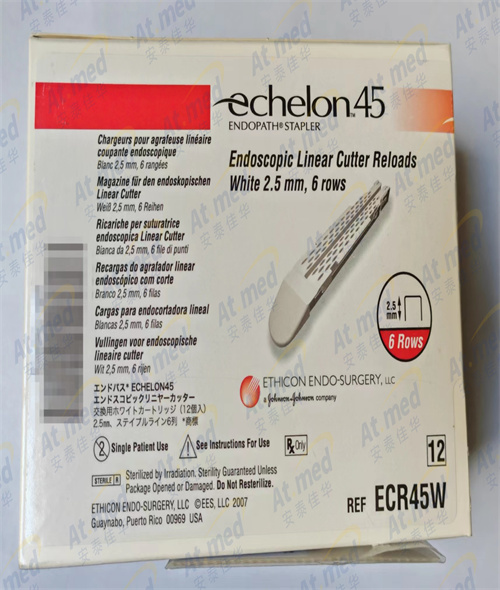 echelon 45
ENDOPATH® STAPLER
Endoscopic Linear Cutter Reloads
White 2.5 mm, 6 rows
Chargeurs pour agrafeuse linéaire
coupante endoscopique
Blanc 2,5 mm, 6 rangées
Magazine für den endoskopischen
Linear Cutter
Weiß 2,5 mm, 6 Reihen
Ricariche per suturatrice
endoscopica Linear Cutter
Bianca da 2,5 mm, 6 file di punti
Recargas do agrafador linear
endoscópico com corte
Branco 2,5 mm, 6 filas
Cargas para endocortadora lineal
Blancas 2,5 mm, 6 filas
Vullingen voor endoscopische
lineaire cutter
Wit 2,5 mm, 6 rijen
エンドパス* ECHELON45
エンドスコピックリニヤーカッター
交換用ホワイトカートリッジ (12個入)
2.5mm、ステイプルライン6列 *商標
2.5
mm
6 Rows
ETHICON ENDO-SURGERY, LLC
a Johnson & Johnson company
2 Single Patient Use
See Instructions For Use
Rx Only
12
STERILE R
Sterilized by Irradiation. Sterility Guaranteed Unless
Package Opened or Damaged. Do Not Resterilize.
ETHICON ENDO-SURGERY, LLC ©EES, LLC 2007
Guaynabo, Puerto Rico 00969 USA
REF ECR45W
At med
安泰佳华